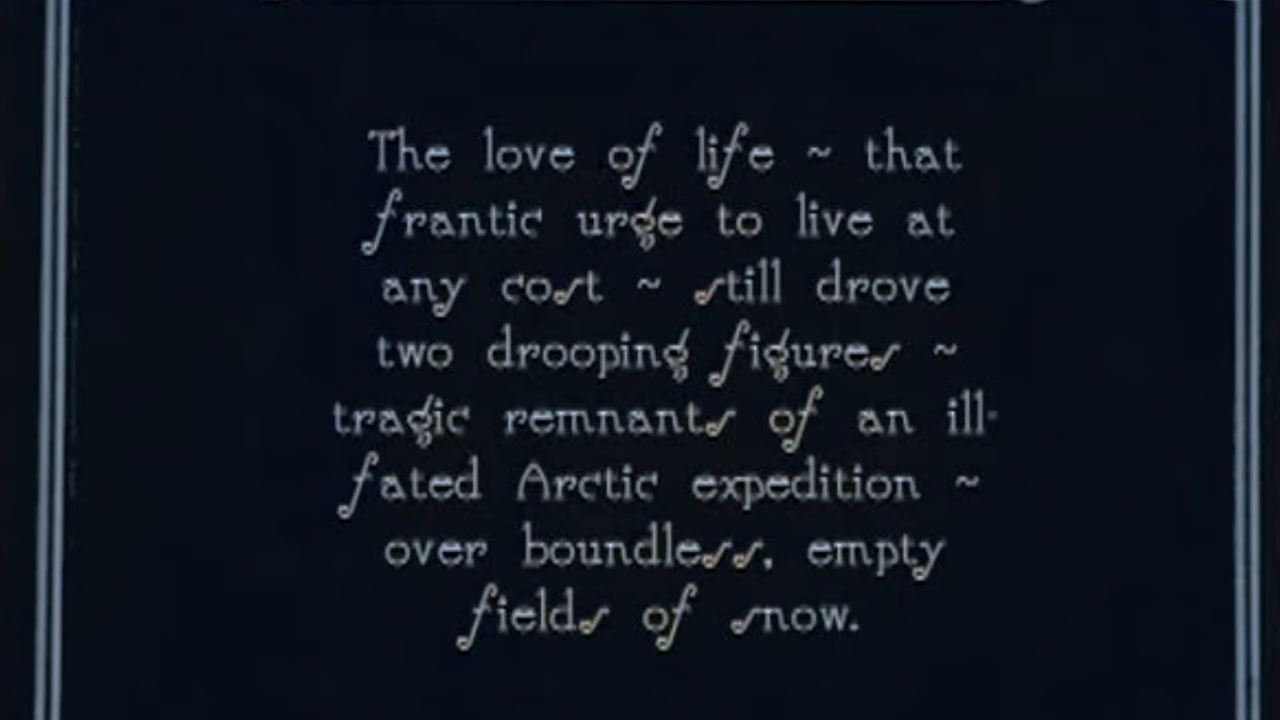 The love of life ~ that
frantic urge to live at
any cost ~ still drove
two drooping figures ~
tragic remnants of an ill-
fated Arctic expedition ~
over boundless, empty
fields of snow.